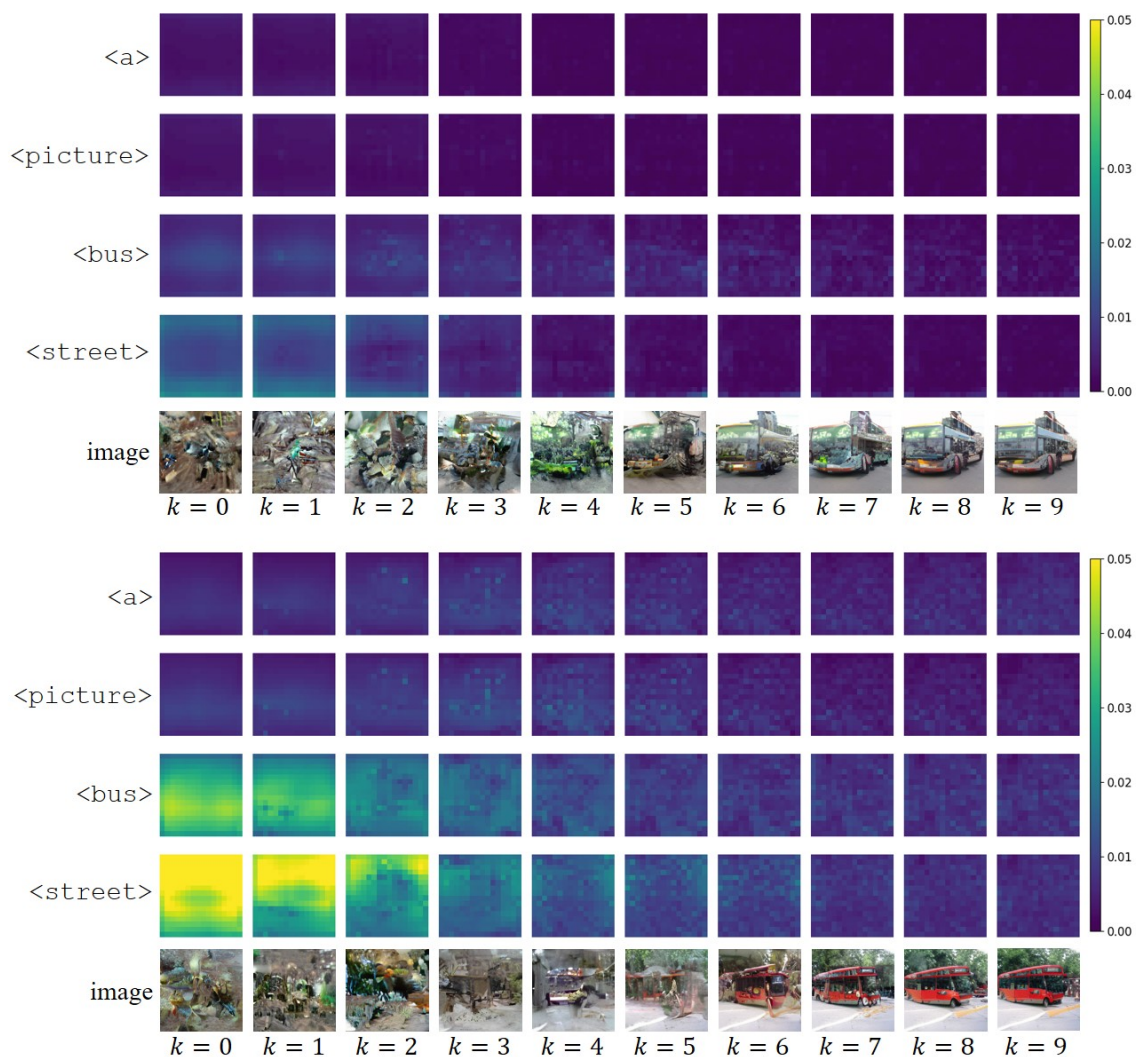 0.05
<a>
0.04
<picture>
0.03
<bus>
0.02
<street>
0.01
0.00
image
k = 0 k = 1 k = 2 k = 3 k = 4 k = 5 k = 6 k = 7 k = 8 k = 9
0.05
<a>
0.04
<picture>
0.03
<bus>
0.02
<street>
0.01
0.00
image
k = 0 k = 1 k = 2 k = 3 k = 4 k = 5 k = 6 k = 7 k = 8 k = 9